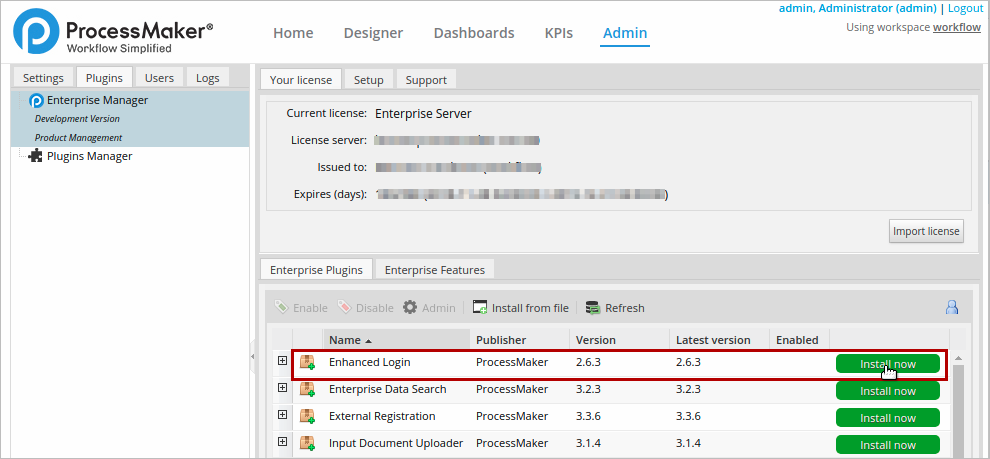 admin, Administrator (admin) | Logout
ProcessMaker®
Workflow Simplified
Home Designer Dashboards KPIs Admin
Using workspace workflow
Settings Plugins Users Logs
Your license Setup Support
Enterprise Manager
Development Version
Product Management
Plugins Manager
Current license: Enterprise Server
License server:
Issued to:
Expires (days):
Import license
Enterprise Plugins Enterprise Features
Enable Disable Admin Install from file Refresh
Name Publisher Version Latest version Enabled
Enhanced Login ProcessMaker 2.6.3 2.6.3 Install now
Enterprise Data Search ProcessMaker 3.2.3 3.2.3 Install now
External Registration ProcessMaker 3.3.6 3.3.6 Install now
Input Document Uploader ProcessMaker 3.1.4 3.1.4 Install now